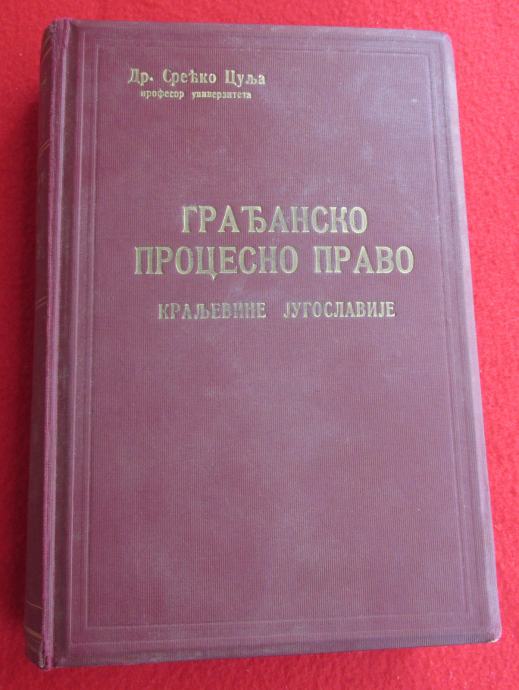 Др. Срећко Цуља
професор универзитета
ГРАЂАНСКО
ПРОЦЕСНО ПРАВО
КРАЉЕВИНЕ ЈУГОСЛАВИЈЕ